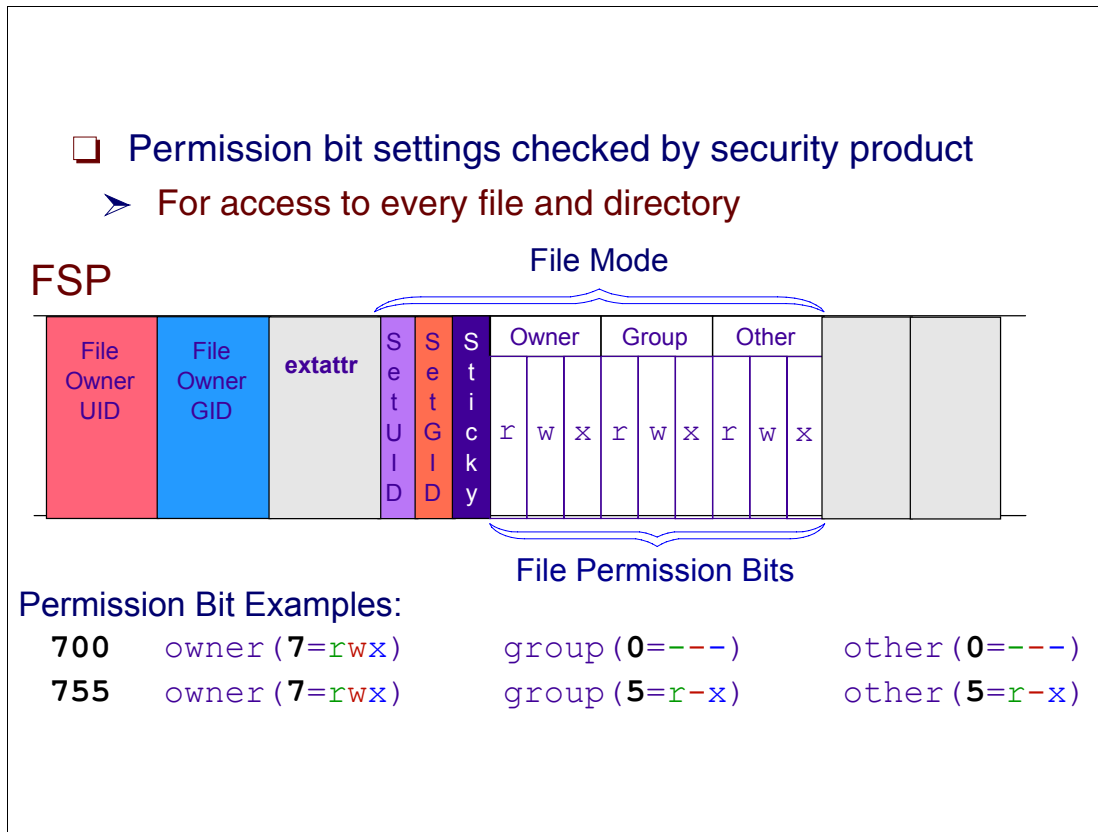 ❏ Permission bit settings checked by security product
➢ For access to every file and directory
File Mode
FSP
File Owner UID
File Owner GID
extattr
SetUID
SetGID
Sticky
Owner Group Other
r w x r w x r w x
File Permission Bits
Permission Bit Examples:
700 owner(7=rwx) group(0=---) other(0=---)
755 owner(7=rwx) group(5=r-x) other(5=r-x)